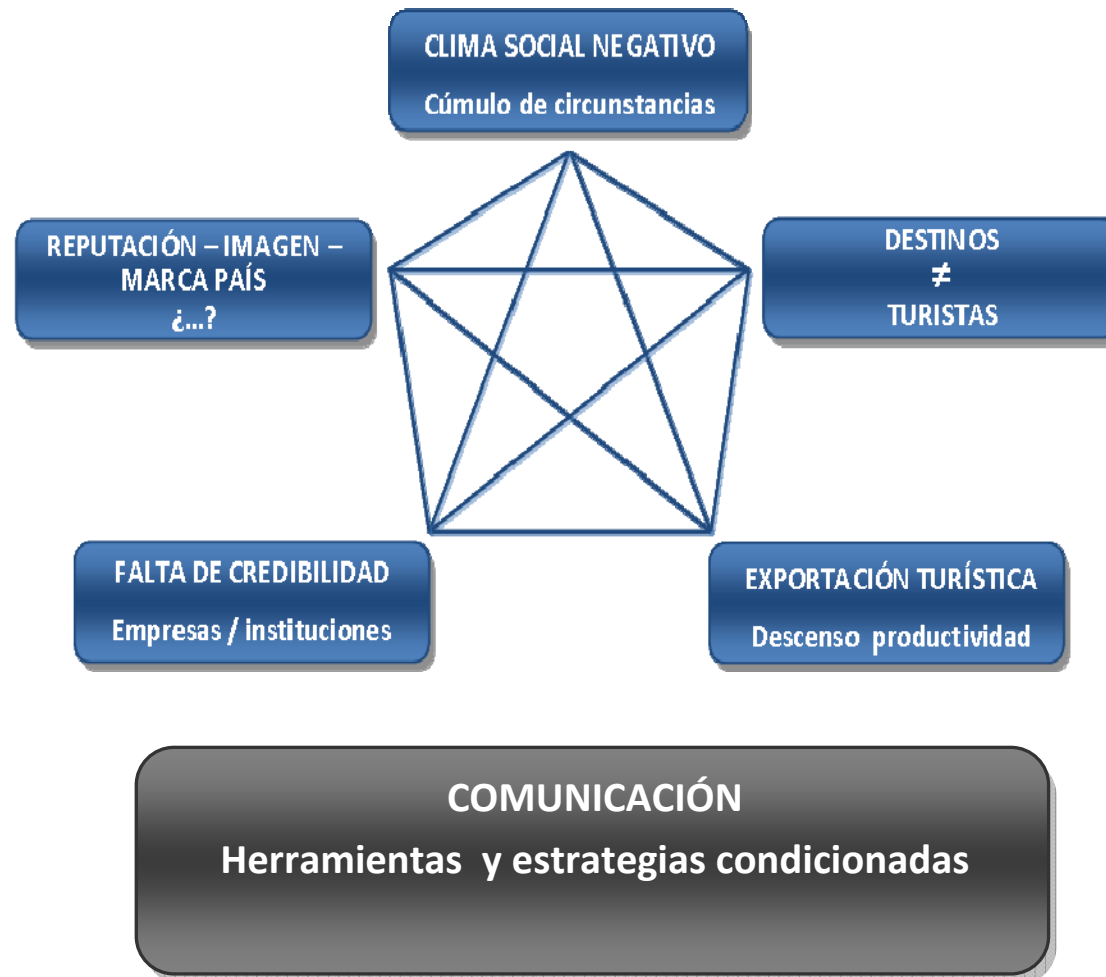 CLIMA SOCIAL NEGATIVO
Cúmulo de circunstancias
REPUTACIÓN – IMAGEN –
MARCA PAÍS
¿...?
DESTINOS
≠
TURISTAS
FALTA DE CREDIBILIDAD
Empresas / instituciones
EXPORTACIÓN TURÍSTICA
Descenso productividad
COMUNICACIÓN
Herramientas y estrategias condicionadas